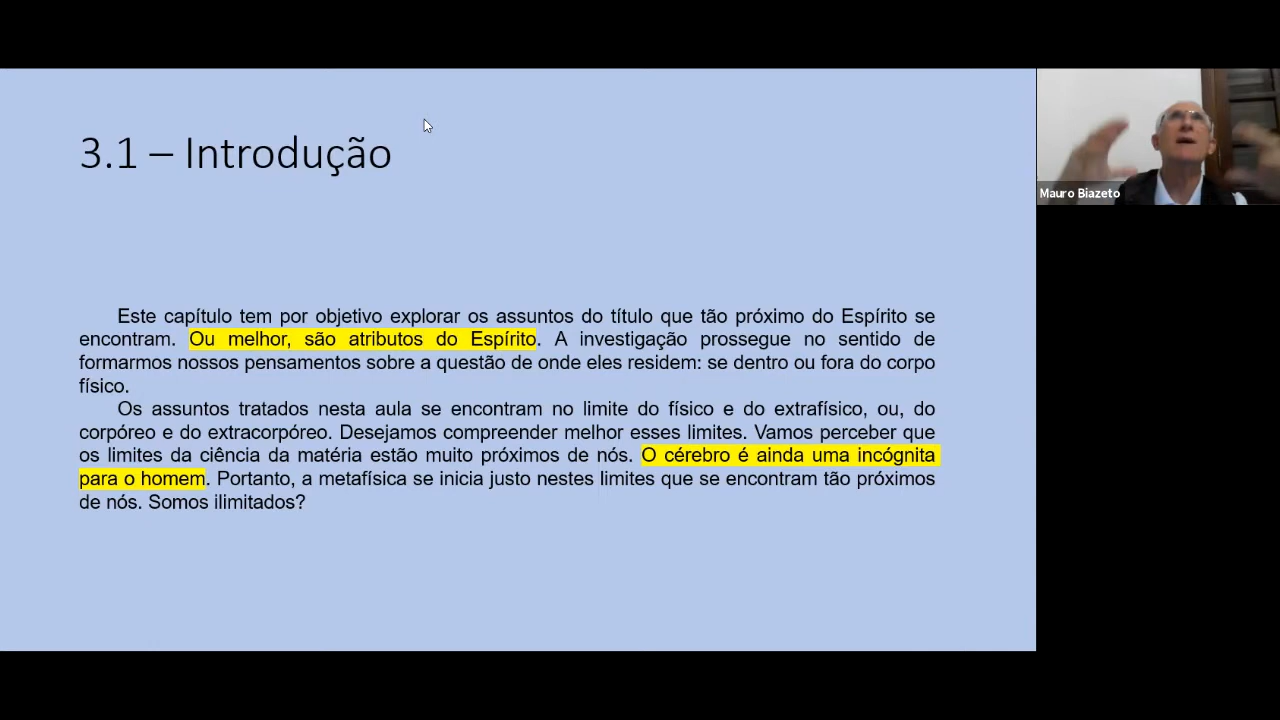 3.1 – Introdução
Mauro Biazeto
Este capítulo tem por objetivo explorar os assuntos do título que tão próximo do Espírito se
encontram. Ou melhor, são atributos do Espírito. A investigação prossegue no sentido de
formarmos nossos pensamentos sobre a questão de onde eles residem: se dentro ou fora do corpo
físico.
Os assuntos tratados nesta aula se encontram no limite do físico e do extrafísico, ou, do
corpóreo e do extracorpóreo. Desejamos compreender melhor esses limites. Vamos perceber que
os limites da ciência da matéria estão muito próximos de nós. O cérebro é ainda uma incógnita
para o homem. Portanto, a metafísica se inicia justo nestes limites que se encontram tão próximos
de nós. Somos ilimitados?